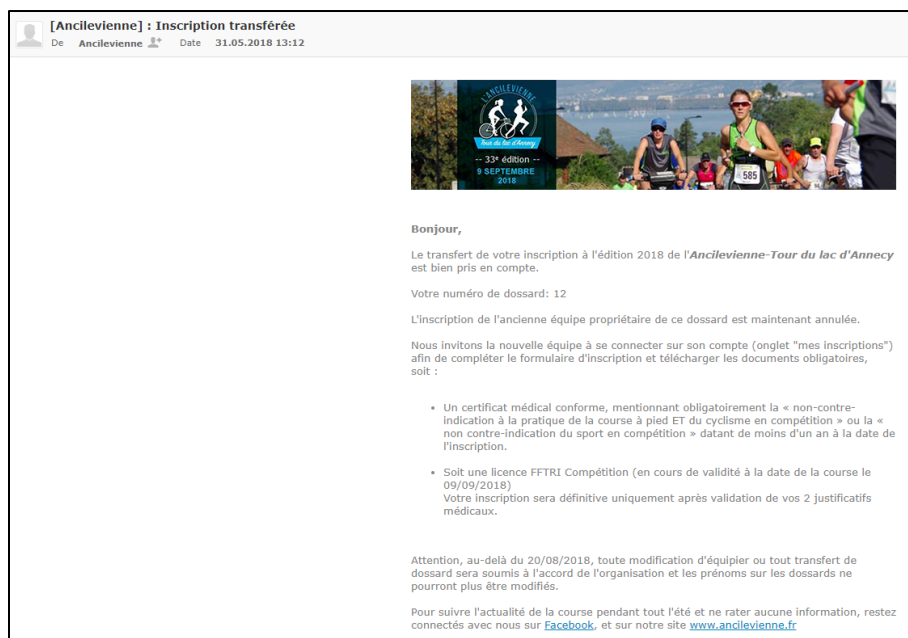 [Ancilevienne] : Inscription transférée
De Ancilevienne Date 31.05.2018 13:12
L'ANCILEVIENNE
Tour du lac d'Annecy
-- 33e édition --
9 SEPTEMBRE
2018
585
Bonjour,
Le transfert de votre inscription à l'édition 2018 de l'Ancilevienne-Tour du lac d'Annecy
est bien pris en compte.
Votre numéro de dossard: 12
L'inscription de l'ancienne équipe propriétaire de ce dossard est maintenant annulée.
Nous invitons la nouvelle équipe à se connecter sur son compte (onglet "mes inscriptions")
afin de compléter le formulaire d'inscription et télécharger les documents obligatoires,
soit :
• Un certificat médical conforme, mentionnant obligatoirement la « non-contre-
indication à la pratique de la course à pied ET du cyclisme en compétition » ou la «
non contre-indication du sport en compétition » datant de moins d'un an à la date de
l'inscription.
• Soit une licence FFTRI Compétition (en cours de validité à la date de la course le
09/09/2018)
Votre inscription sera définitive uniquement après validation de vos 2 justificatifs
médicaux.
Attention, au-delà du 20/08/2018, toute modification d'équipier ou tout transfert de
dossard sera soumis à l'accord de l'organisation et les prénoms sur les dossards ne
pourront plus être modifiés.
Pour suivre l'actualité de la course pendant tout l'été et ne rater aucune information, restez
connectés avec nous sur Facebook, et sur notre site www.ancilevienne.fr